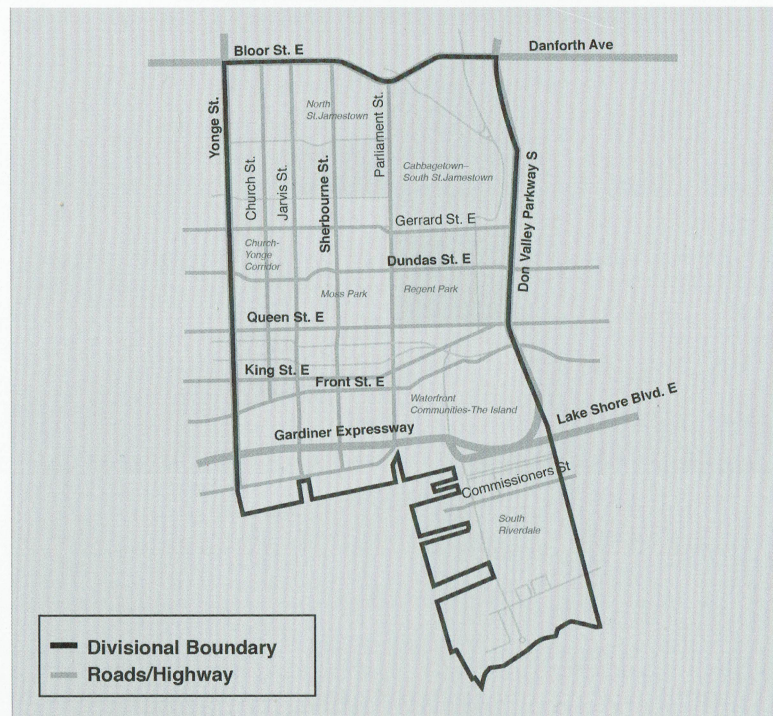 Bloor St. E
Danforth Ave
Yonge St.
Church St.
Jarvis St.
Sherbourne St.
Parliament St.
Don Valley Parkway S
North
St.Jamestown
Cabbagetown–
South St.Jamestown
Gerrard St. E
Church-
Yonge
Corridor
Dundas St. E
Moss Park
Regent Park
Queen St. E
King St. E
Front St. E
Waterfront
Communities-The Island
Gardiner Expressway
Lake Shore Blvd. E
Commissioners St
South
Riverdale
Divisional Boundary
Roads/Highway